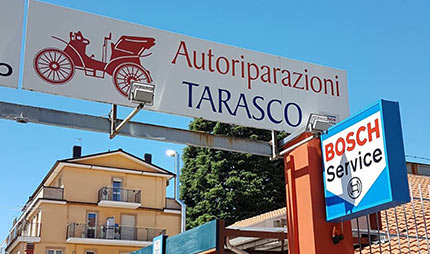 o
Autoriparazioni
TARASCO
BOSCH
Service